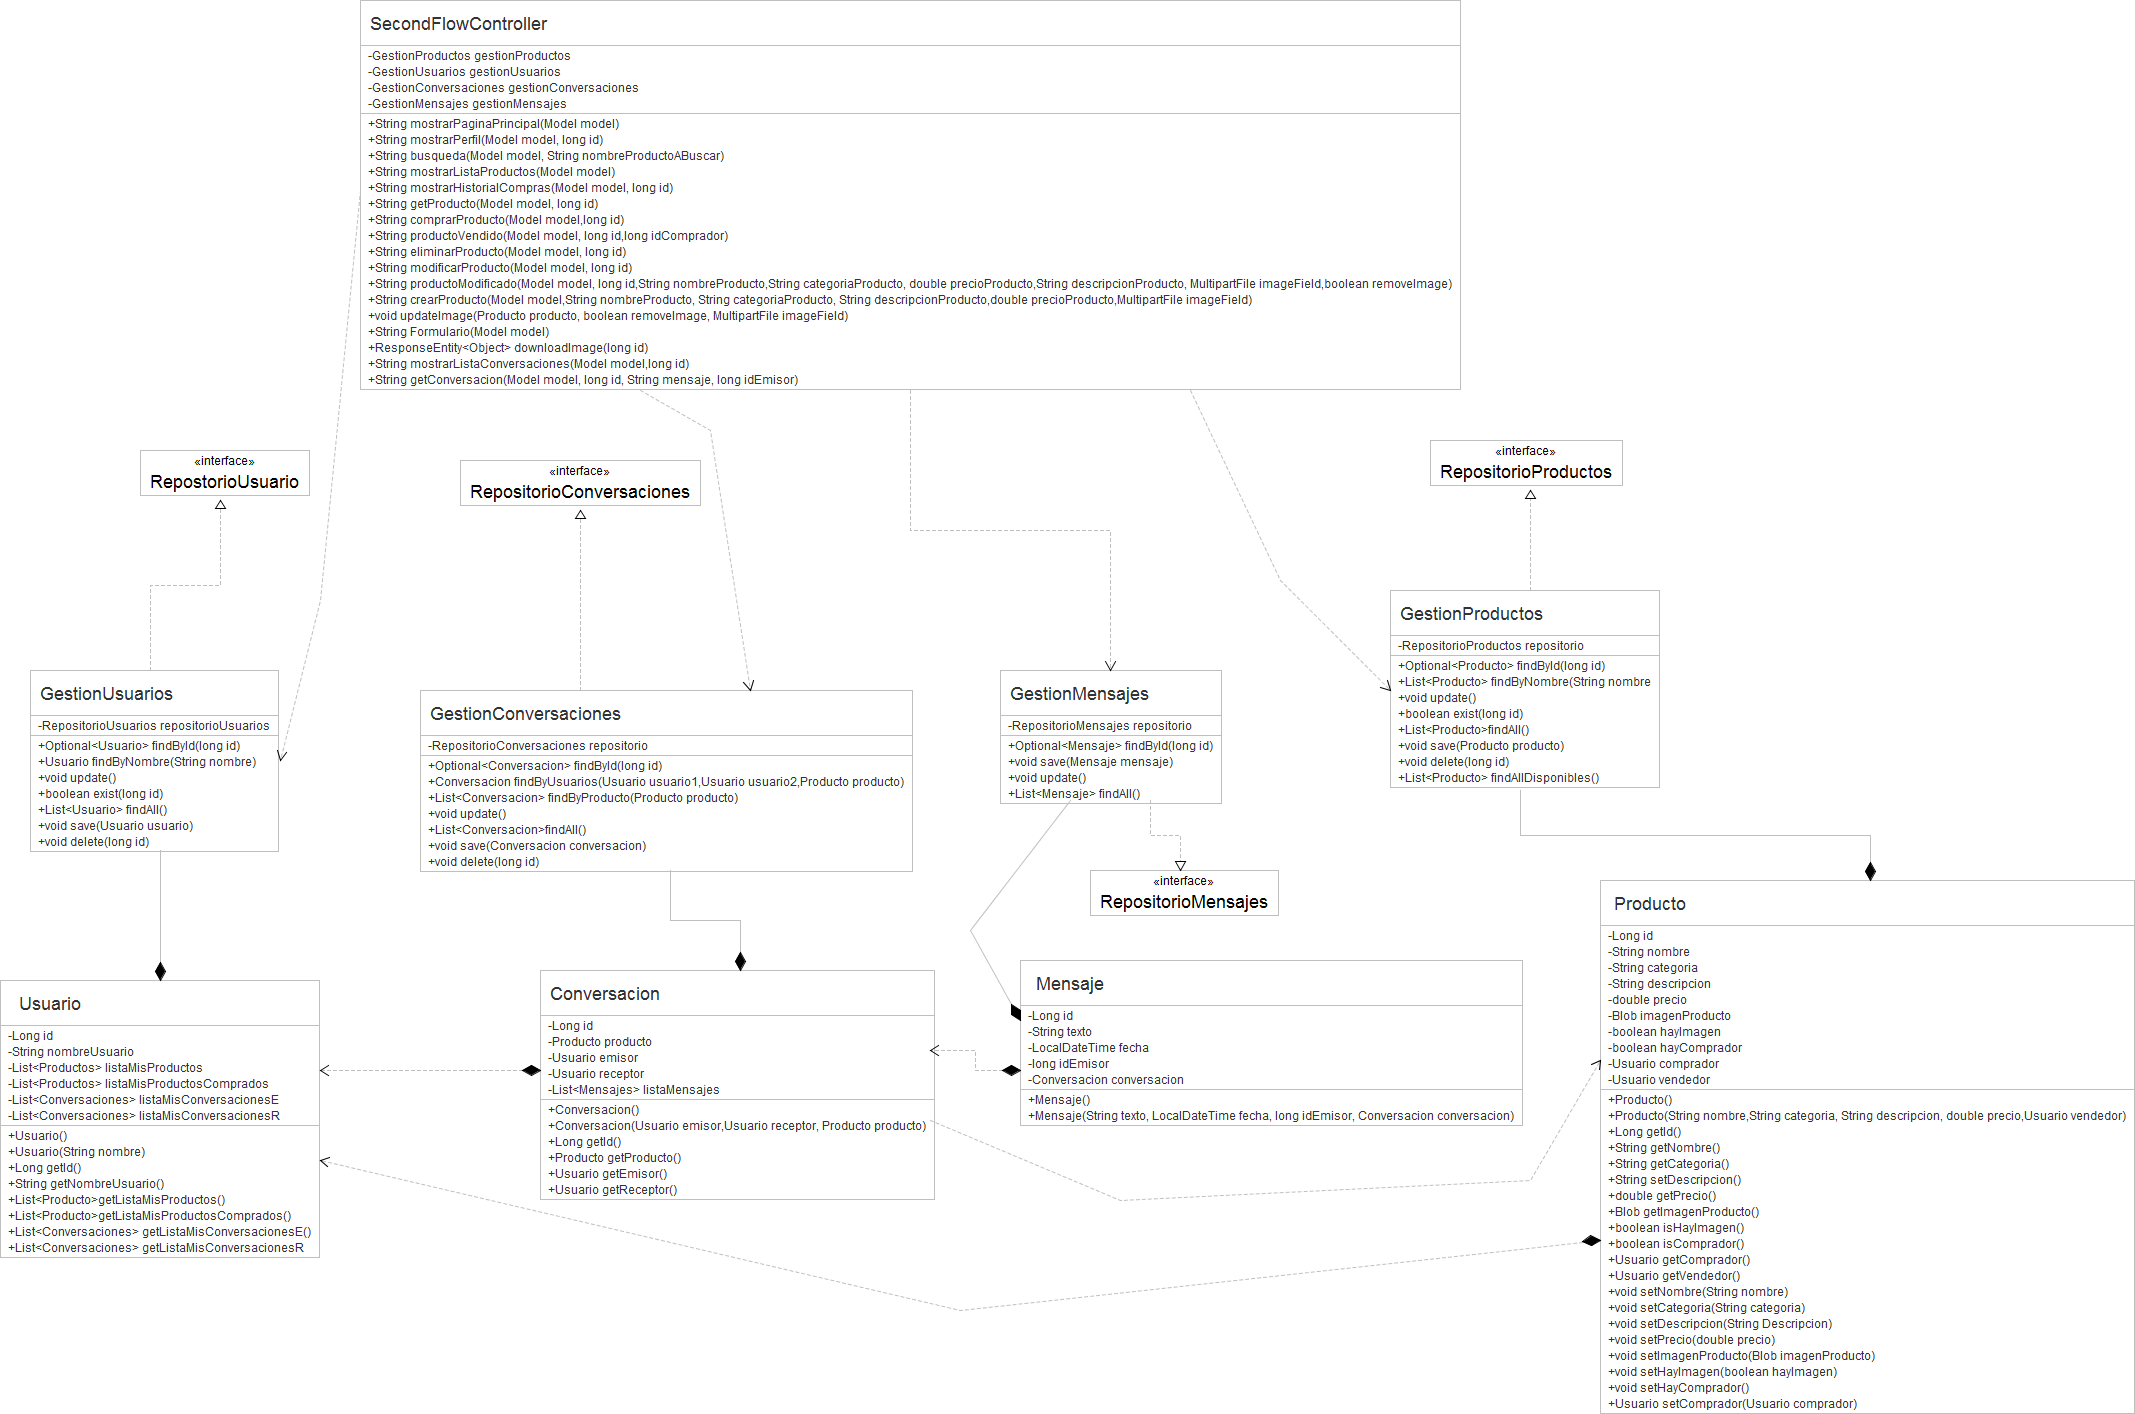 SecondFlowController
-GestionProductos gestionProductos
-GestionUsuarios gestionUsuarios
-GestionConversaciones gestionConversaciones
-GestionMensajes gestionMensajes
+String mostrarPaginaPrincipal(Model model)
+String mostrarPerfil(Model model, long id)
+String busqueda(Model model, String nombreProductoABuscar)
+String mostrarListaProductos(Model model)
+String mostrarHistorialCompras(Model model, long id)
+String getProducto(Model model, long id)
+String comprarProducto(Model model,long id)
+String productoVendido(Model model, long id,long idComprador)
+String eliminarProducto(Model model, long id)
+String modificarProducto(Model model, long id)
+String productoModificado(Model model, long id,String nombreProducto,String categoriaProducto, double precioProducto,String descripcionProducto, MultipartFile imageField,boolean removeImage)
+String crearProducto(Model model,String nombreProducto, String categoriaProducto, String descripcionProducto,double precioProducto,MultipartFile imageField)
+void updateImage(Producto producto, boolean removeImage, MultipartFile imageField)
+String Formulario(Model model)
+ResponseEntity<Object> downloadImage(long id)
+String mostrarListaConversaciones(Model model,long id)
+String getConversacion(Model model, long id, String mensaje, long idEmisor)
«interface»
RepostorioUsuario
«interface»
RepositorioConversaciones
«interface»
RepositorioProductos
GestionUsuarios
-RepositorioUsuarios repositorioUsuarios
+Optional<Usuario> findById(long id)
+Usuario findByNombre(String nombre)
+void update()
+boolean exist(long id)
+List<Usuario> findAll()
+void save(Usuario usuario)
+void delete(long id)
GestionConversaciones
-RepositorioConversaciones repositorio
+Optional<Conversacion> findById(long id)
+Conversacion findByUsuarios(Usuario usuario1,Usuario usuario2,Producto producto)
+List<Conversacion> findByProducto(Producto producto)
+void update()
+List<Conversacion>findAll()
+void save(Conversacion conversacion)
+void delete(long id)
GestionMensajes
-RepositorioMensajes repositorio
+Optional<Mensaje> findById(long id)
+void save(Mensaje mensaje)
+void update()
+List<Mensaje> findAll()
GestionProductos
-RepositorioProductos repositorio
+Optional<Producto> findById(long id)
+List<Producto> findByNombre(String nombre
+void update()
+boolean exist(long id)
+List<Producto>findAll()
+void save(Producto producto)
+void delete(long id)
+List<Producto> findAllDisponibles()
«interface»
RepositorioMensajes
Usuario
-Long id
-String nombreUsuario
-List<Productos> listaMisProductos
-List<Productos> listaMisProductosComprados
-List<Conversaciones> listaMisConversacionesE
-List<Conversaciones> listaMisConversacionesR
+Usuario()
+Usuario(String nombre)
+Long getId()
+String getNombreUsuario()
+List<Producto>getListaMisProductos()
+List<Producto>getListaMisProductosComprados()
+List<Conversaciones> getListaMisConversacionesE()
+List<Conversaciones> getListaMisConversacionesR
Conversacion
-Long id
-Producto producto
-Usuario emisor
-Usuario receptor
-List<Mensajes> listaMensajes
+Conversacion()
+Conversacion(Usuario emisor,Usuario receptor, Producto producto)
+Long getId()
+Producto getProducto()
+Usuario getEmisor()
+Usuario getReceptor()
Mensaje
-Long id
-String texto
-LocalDateTime fecha
-long idEmisor
-Conversacion conversacion
+Mensaje()
+Mensaje(String texto, LocalDateTime fecha, long idEmisor, Conversacion conversacion)
Producto
-Long id
-String nombre
-String categoria
-String descripcion
-double precio
-Blob imagenProducto
-boolean hayImagen
-boolean hayComprador
-Usuario comprador
-Usuario vendedor
+Producto()
+Producto(String nombre,String categoria, String descripcion, double precio,Usuario vendedor)
+Long getId()
+String getNombre()
+String getCategoria()
+String setDescripcion()
+double getPrecio()
+Blob getImagenProducto()
+boolean isHayImagen()
+boolean isComprador()
+Usuario getComprador()
+Usuario getVendedor()
+void setNombre(String nombre)
+void setCategoria(String categoria)
+void setDescripcion(String Descripcion)
+void setPrecio(double precio)
+void setImagenProducto(Blob imagenProducto)
+void setHayImagen(boolean hayImagen)
+void setHayComprador()
+Usuario setComprador(Usuario comprador)